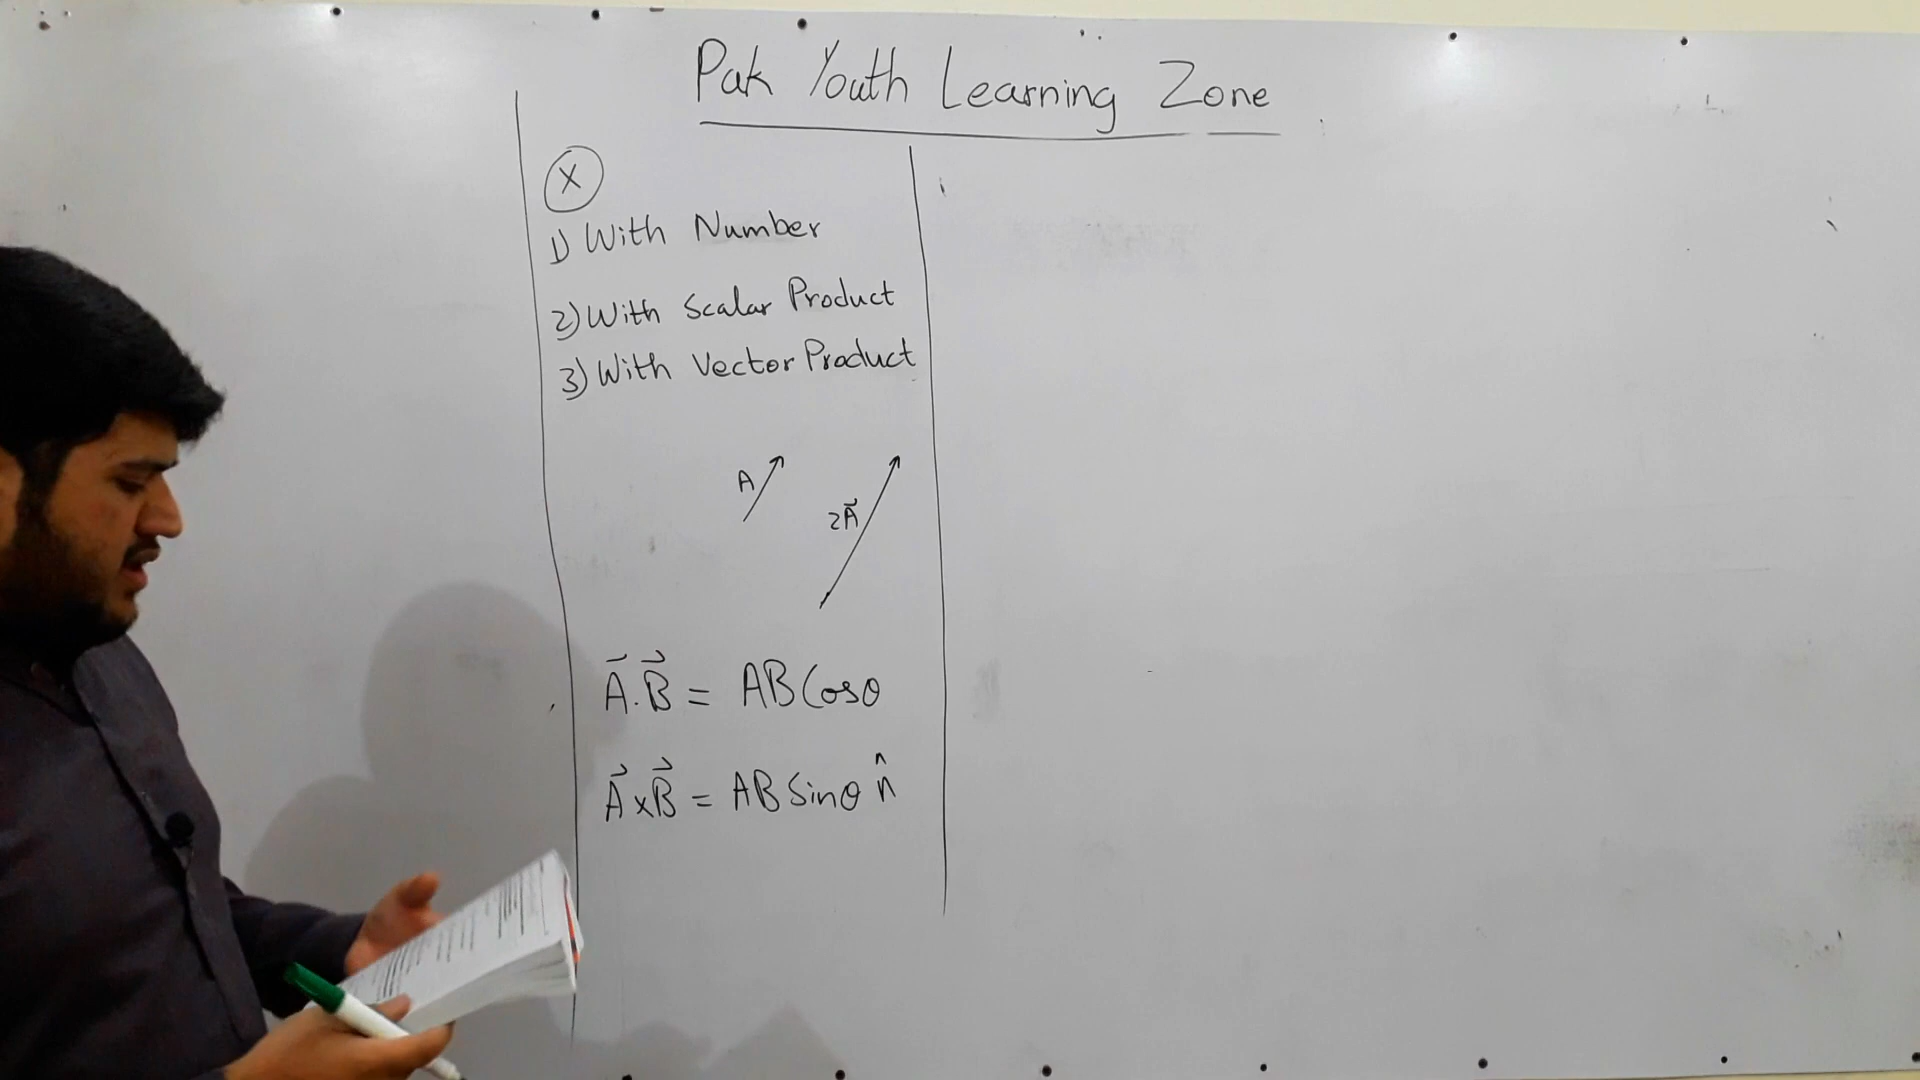 Pak Youth Learning Zone
X
1) With Number
2) With Scalar Product
3) With Vector Product
A
2A⃗
A⃗.B⃗ = AB Cosθ
A⃗×B⃗ = AB Sinθ n̂